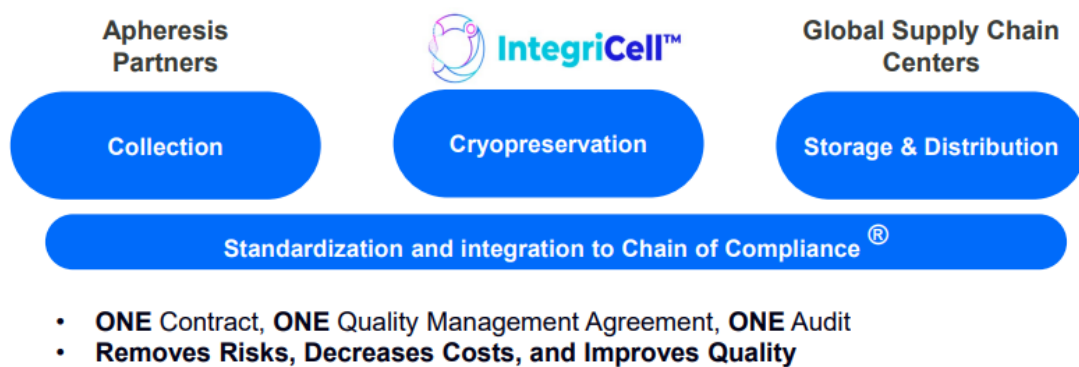 Apheresis
Partners
IntegriCell™
Global Supply Chain
Centers
Collection
Cryopreservation
Storage & Distribution
Standardization and integration to Chain of Compliance ®
• ONE Contract, ONE Quality Management Agreement, ONE Audit
• Removes Risks, Decreases Costs, and Improves Quality